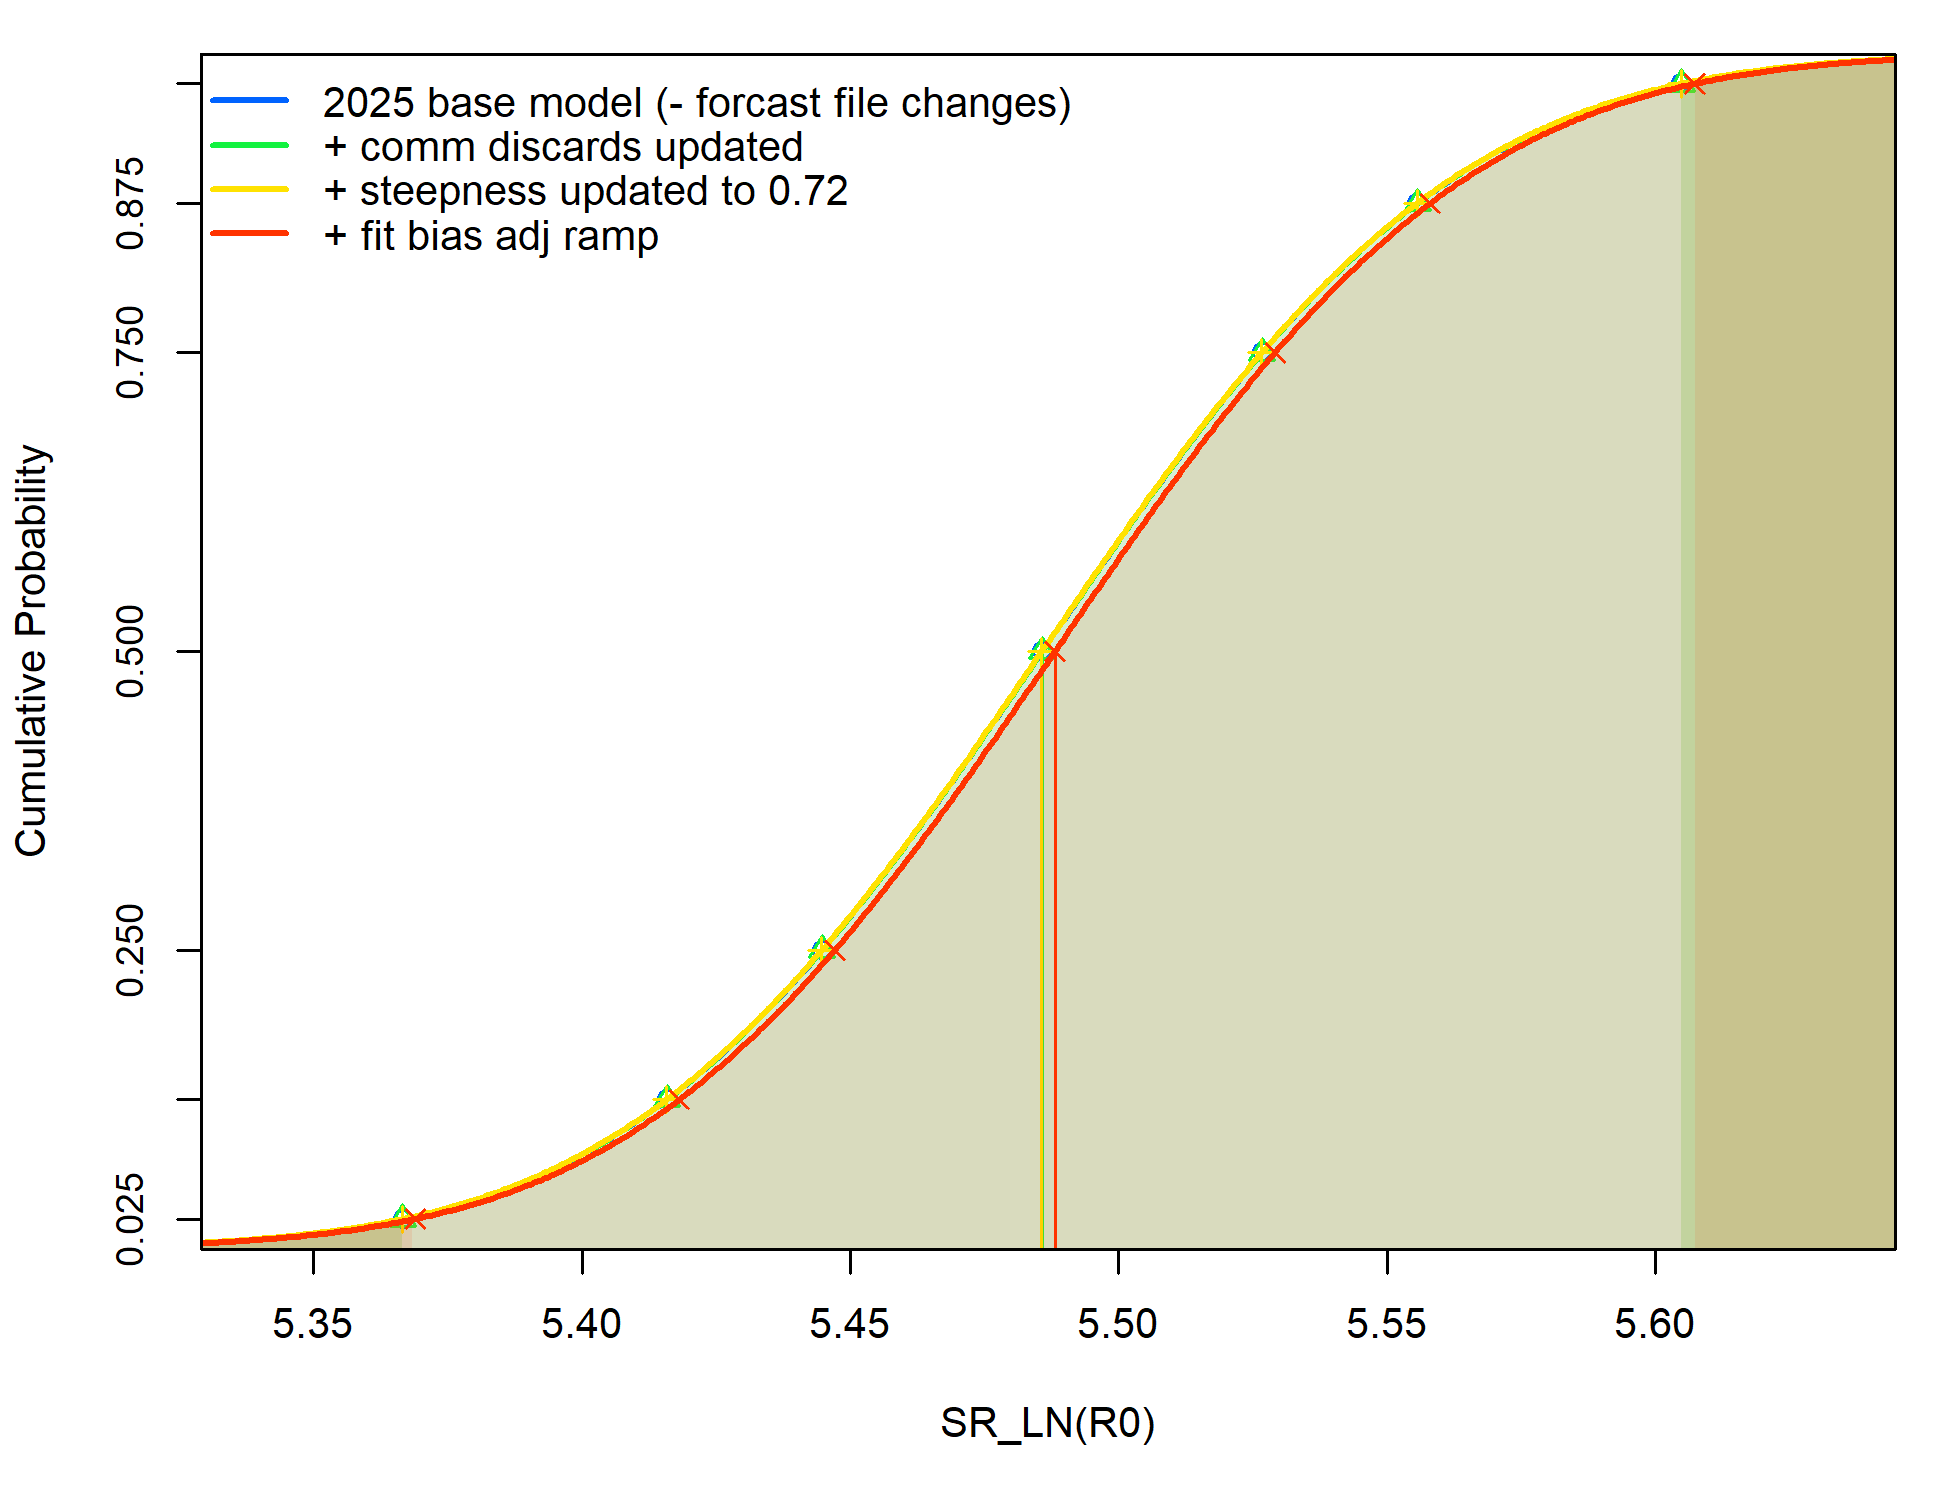 2025 base model (- forcast file changes)
+ comm discards updated
+ steepness updated to 0.72
+ fit bias adj ramp
Cumulative Probability
0.875
0.750
0.500
0.250
0.025
5.35 5.40 5.45 5.50 5.55 5.60
SR_LN(R0)